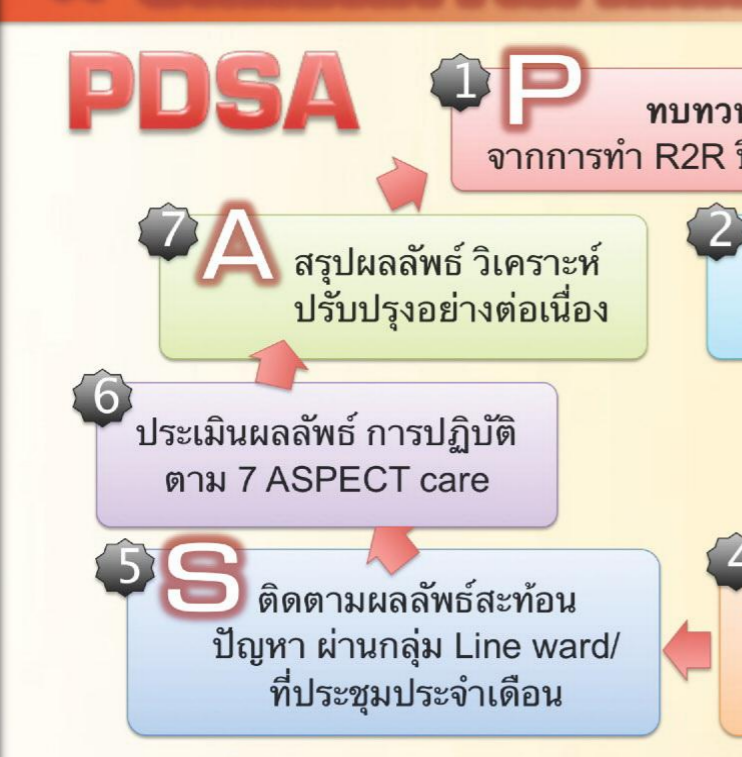 PDSA
1 P
จากการทำ R2R
7 A
สรุปผลลัพธ์ วิเคราะห์
ปรับปรุงอย่างต่อเนื่อง
2
6
ประเมินผลลัพธ์ การปฏิบัติ
ตาม 7 ASPECT care
5 S
ติดตามผลลัพธ์สะท้อน
ปัญหา ผ่านกลุ่ม Line ward/
ที่ประชุมประจำเดือน
4